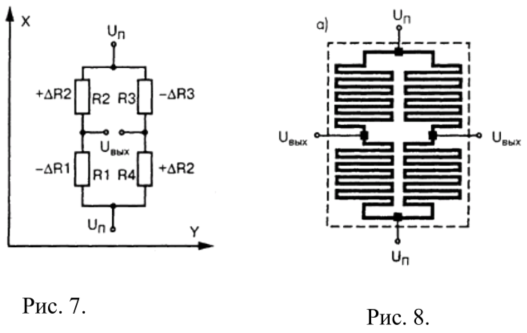 X
Uп
+ΔR2 R2 R3 -ΔR3
Uвых
-ΔR1 R1 R4 +ΔR2
Uп
Y
Рис. 7.
а)
Uп
Uвых Uвых
Uп
Рис. 8.